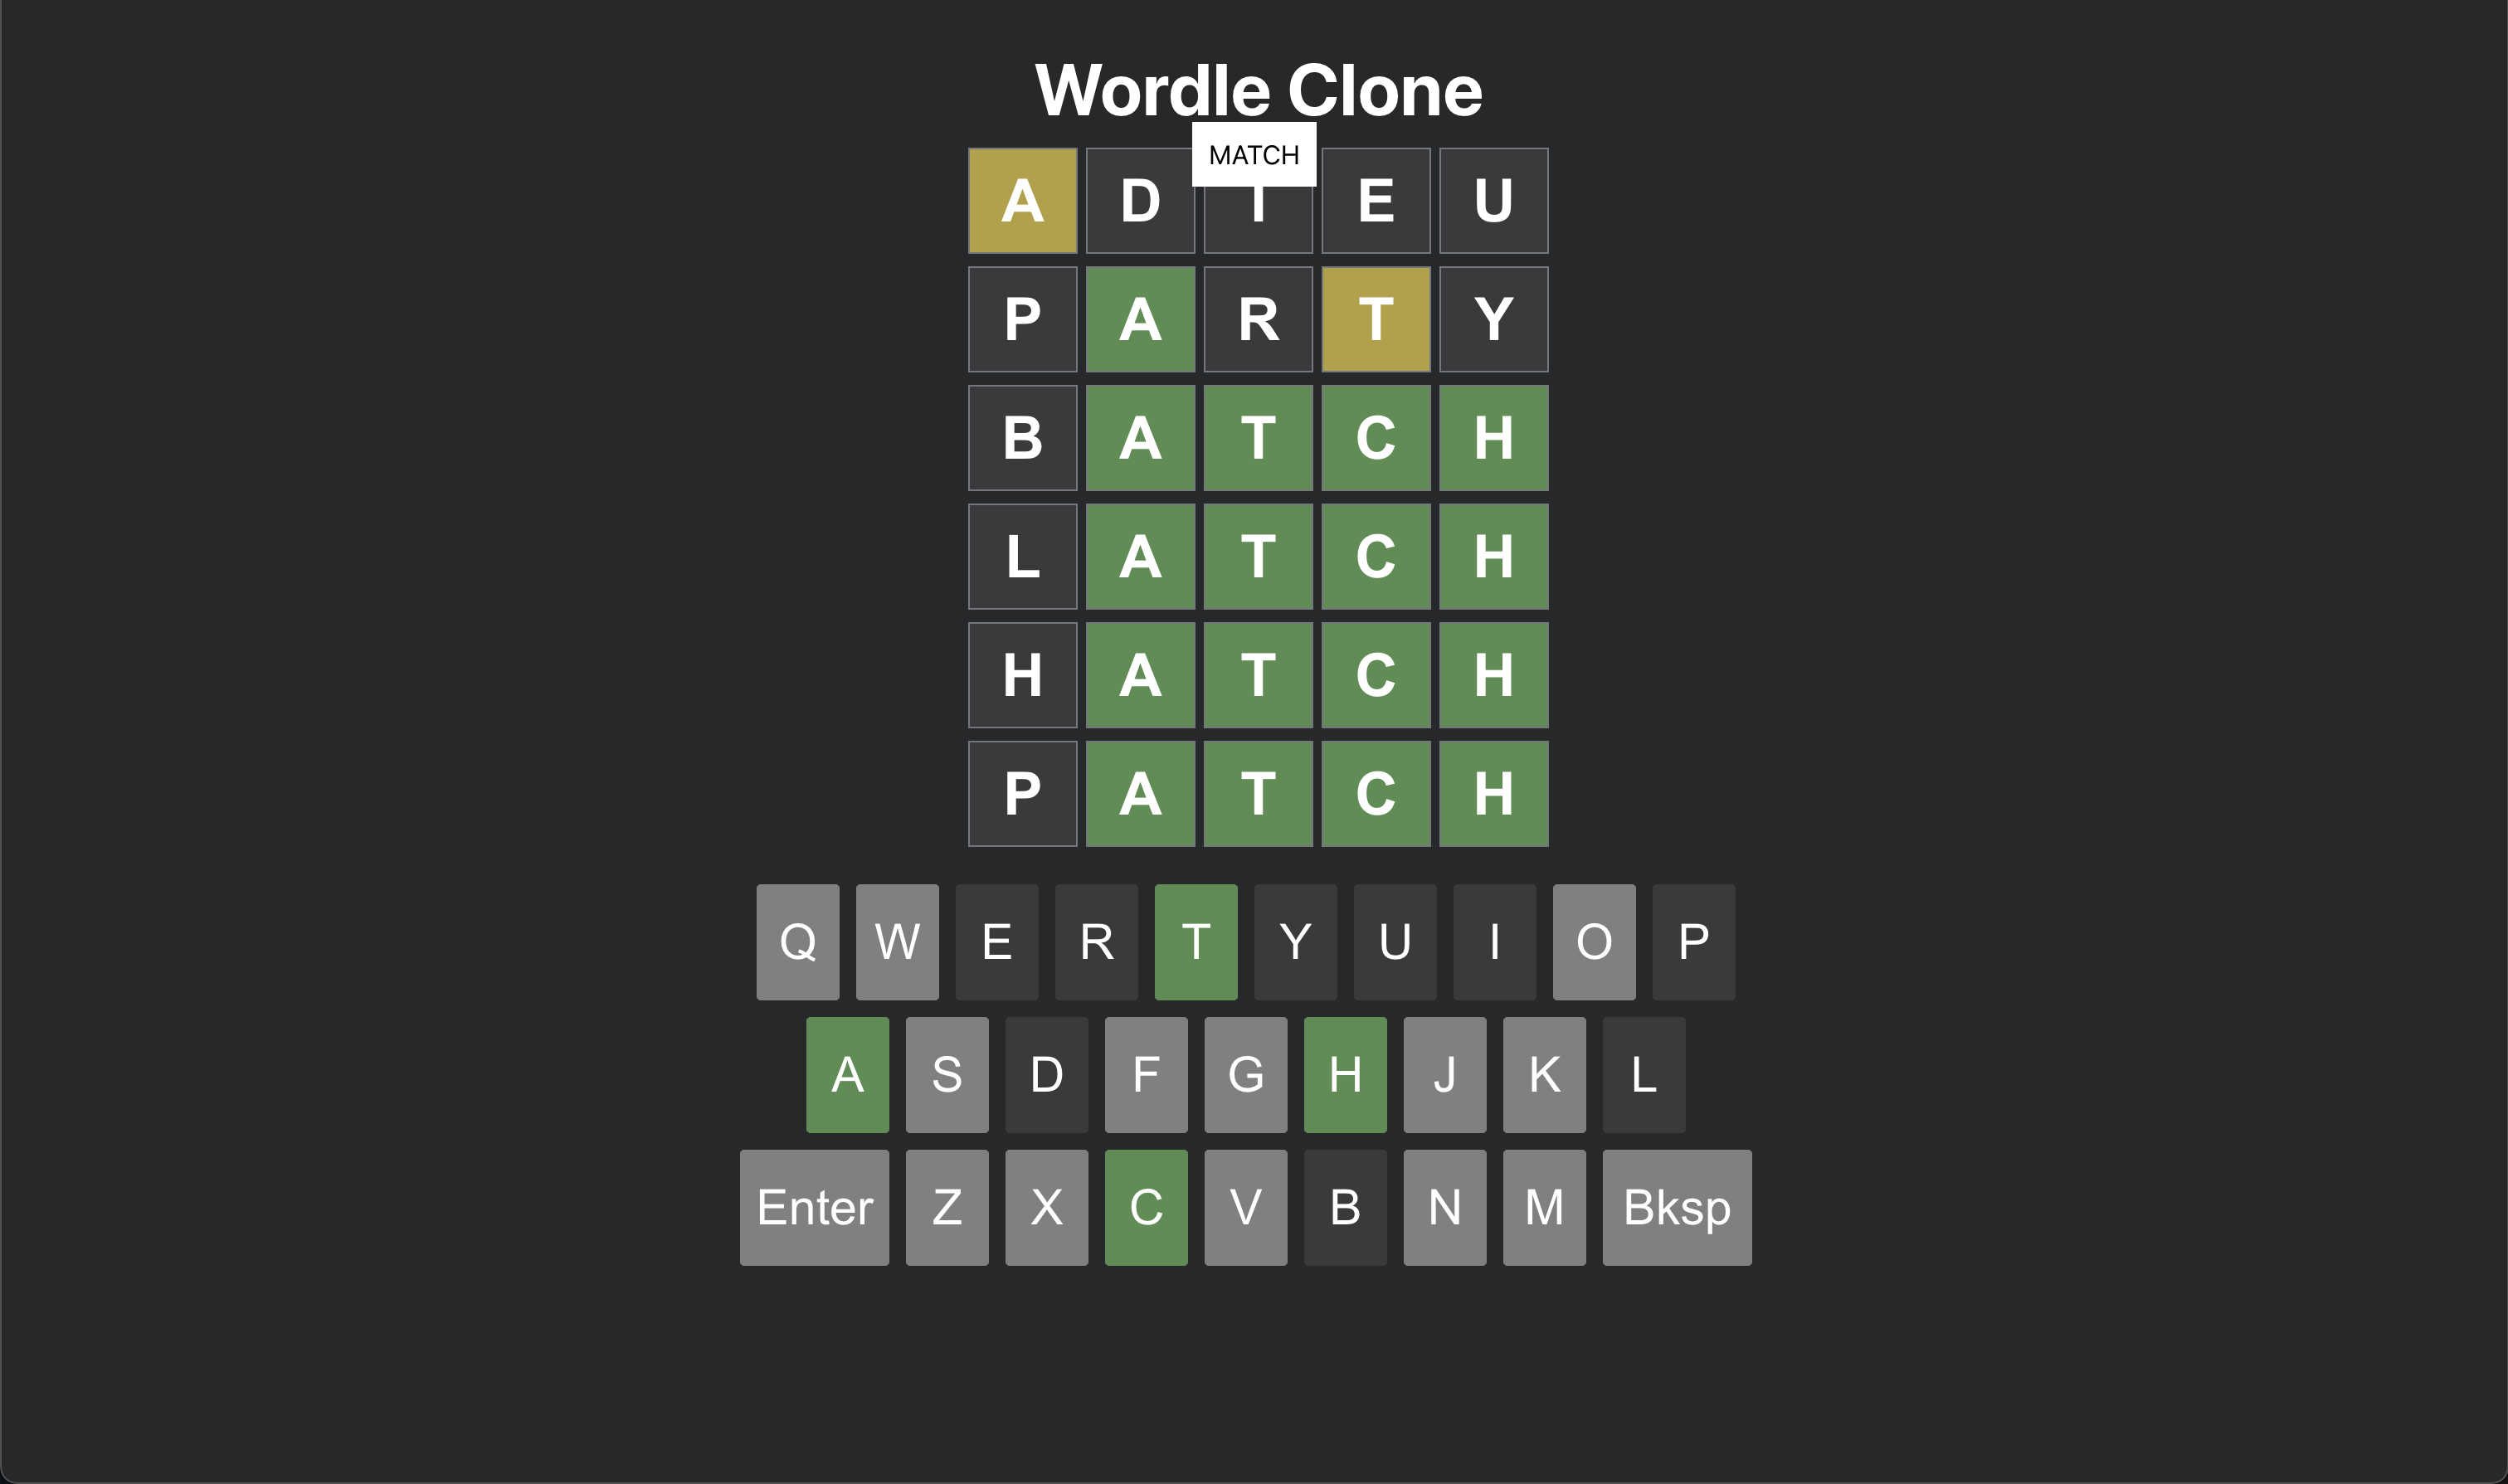 Wordle Clone
MATCH
A D I E U
P A R T Y
B A T C H
L A T C H
H A T C H
P A T C H
Q W E R T Y U I O P
A S D F G H J K L
Enter Z X C V B N M Bksp